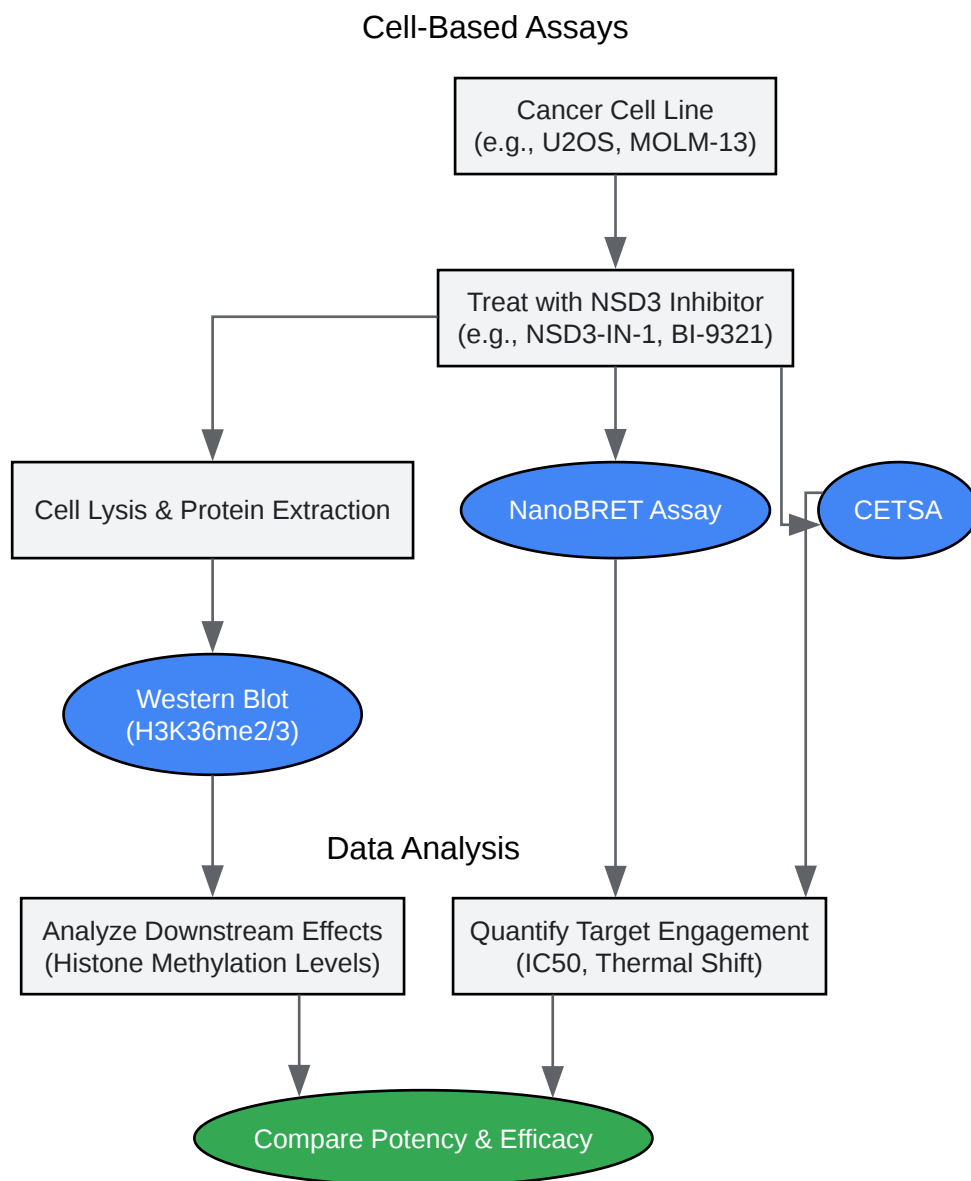 Cell-Based Assays
Cancer Cell Line
(e.g., U2OS, MOLM-13)
Treat with NSD3 Inhibitor
(e.g., NSD3-IN-1, BI-9321)
Cell Lysis & Protein Extraction
NanoBRET Assay
CETSA
Western Blot
(H3K36me2/3)
Data Analysis
Analyze Downstream Effects
(Histone Methylation Levels)
Quantify Target Engagement
(IC50, Thermal Shift)
Compare Potency & Efficacy